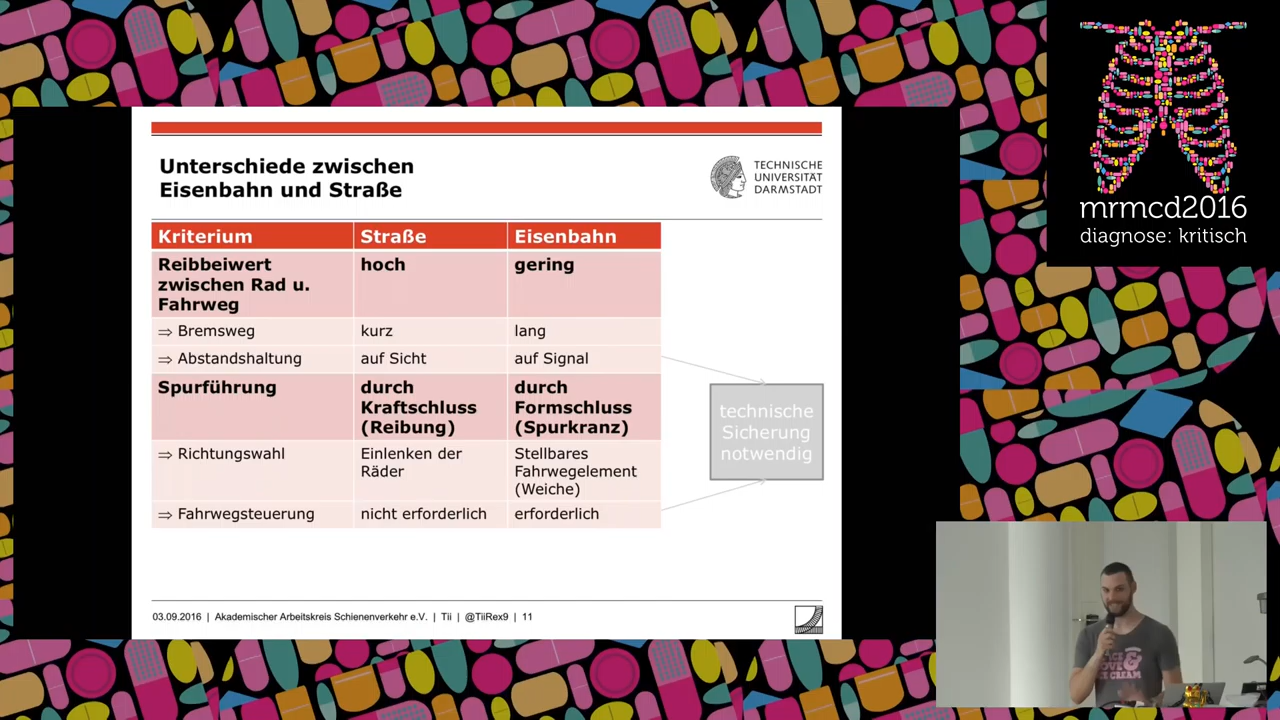 mrmcd2016
diagnose: kritisch
Unterschiede zwischen
Eisenbahn und Straße
TECHNISCHE
UNIVERSITÄT
DARMSTADT
Kriterium Straße Eisenbahn
Reibbeiwert
zwischen Rad u.
Fahrweg
hoch
gering
⇒ Bremsweg kurz lang
⇒ Abstandshaltung auf Sicht auf Signal
Spurführung
durch
Kraftschluss
(Reibung)
durch
Formschluss
(Spurkranz)
⇒ Richtungswahl
Einlenken der
Räder
Stellbares
Fahrwegelement
(Weiche)
⇒ Fahrwegsteuerung nicht erforderlich erforderlich
technische
Sicherung
notwendig
03.09.2016 | Akademischer Arbeitskreis Schienenverkehr e.V. | Tii | @TiiRex9 | 11
CREAM